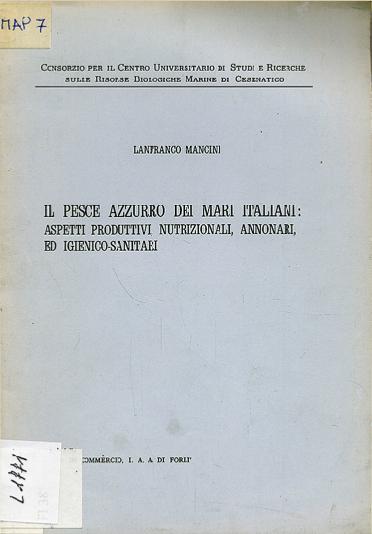 MAP 7
CONSORZIO PER IL CENTRO UNIVERSITARIO DI STUDI E RICERCHE
SULLE RISORSE BIOLOGICHE MARINE DI CESENATICO
LANFRANCO MANCINI
IL PESCE AZZURRO DEI MARI ITALIANI:
ASPETTI PRODUTTIVI NUTRIZIONALI, ANNONARI,
ED IGIENICO-SANITARI
COMMERCIO, I. A. A DI FORLI'